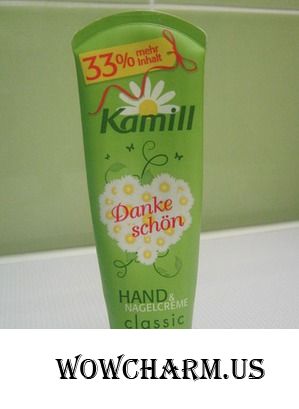 33% mehr
Inhalt
Kamill
Danke
schön
HAND &
NAGELCREME
classic
WOWCHARM.US